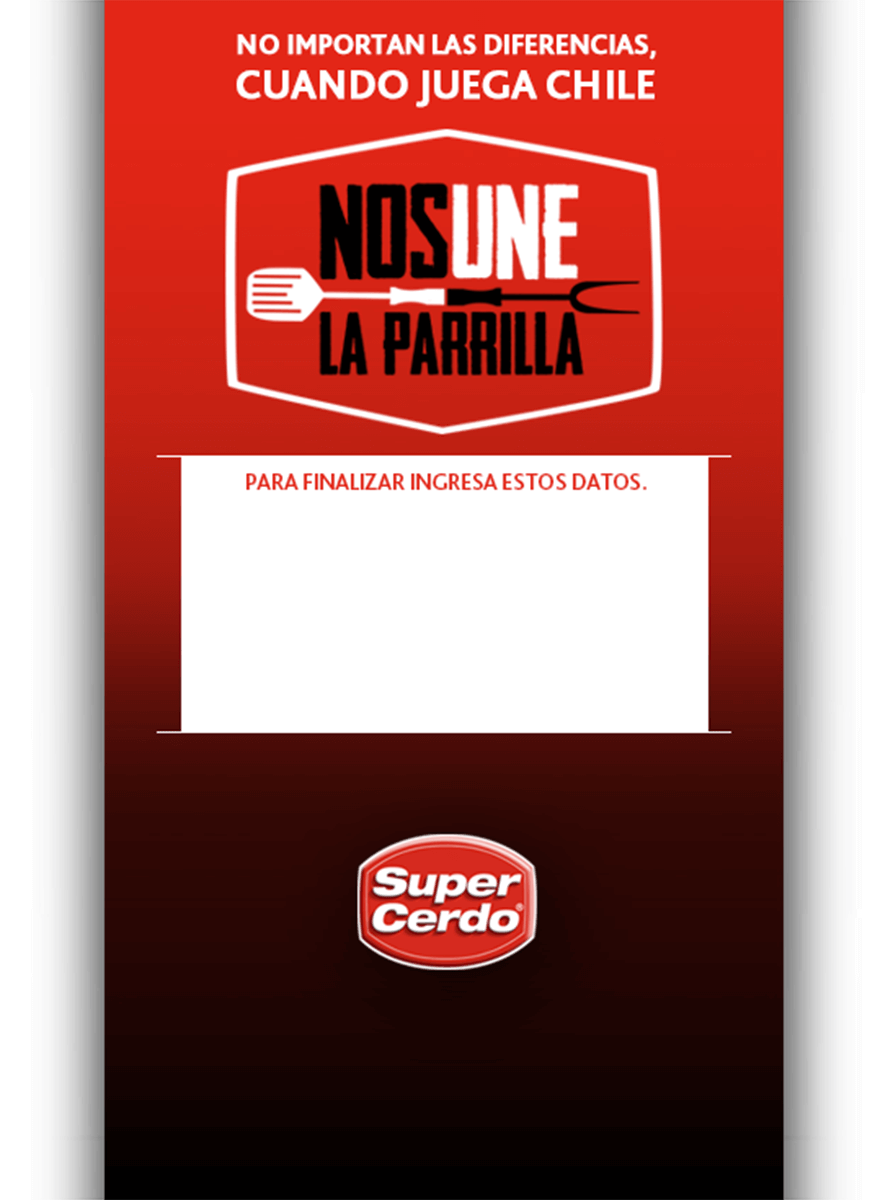 NO IMPORTAN LAS DIFERENCIAS,
CUANDO JUEGA CHILE
NOSUNE
LA PARRILLA
PARA FINALIZAR INGRESA ESTOS DATOS.
Super
Cerdo®